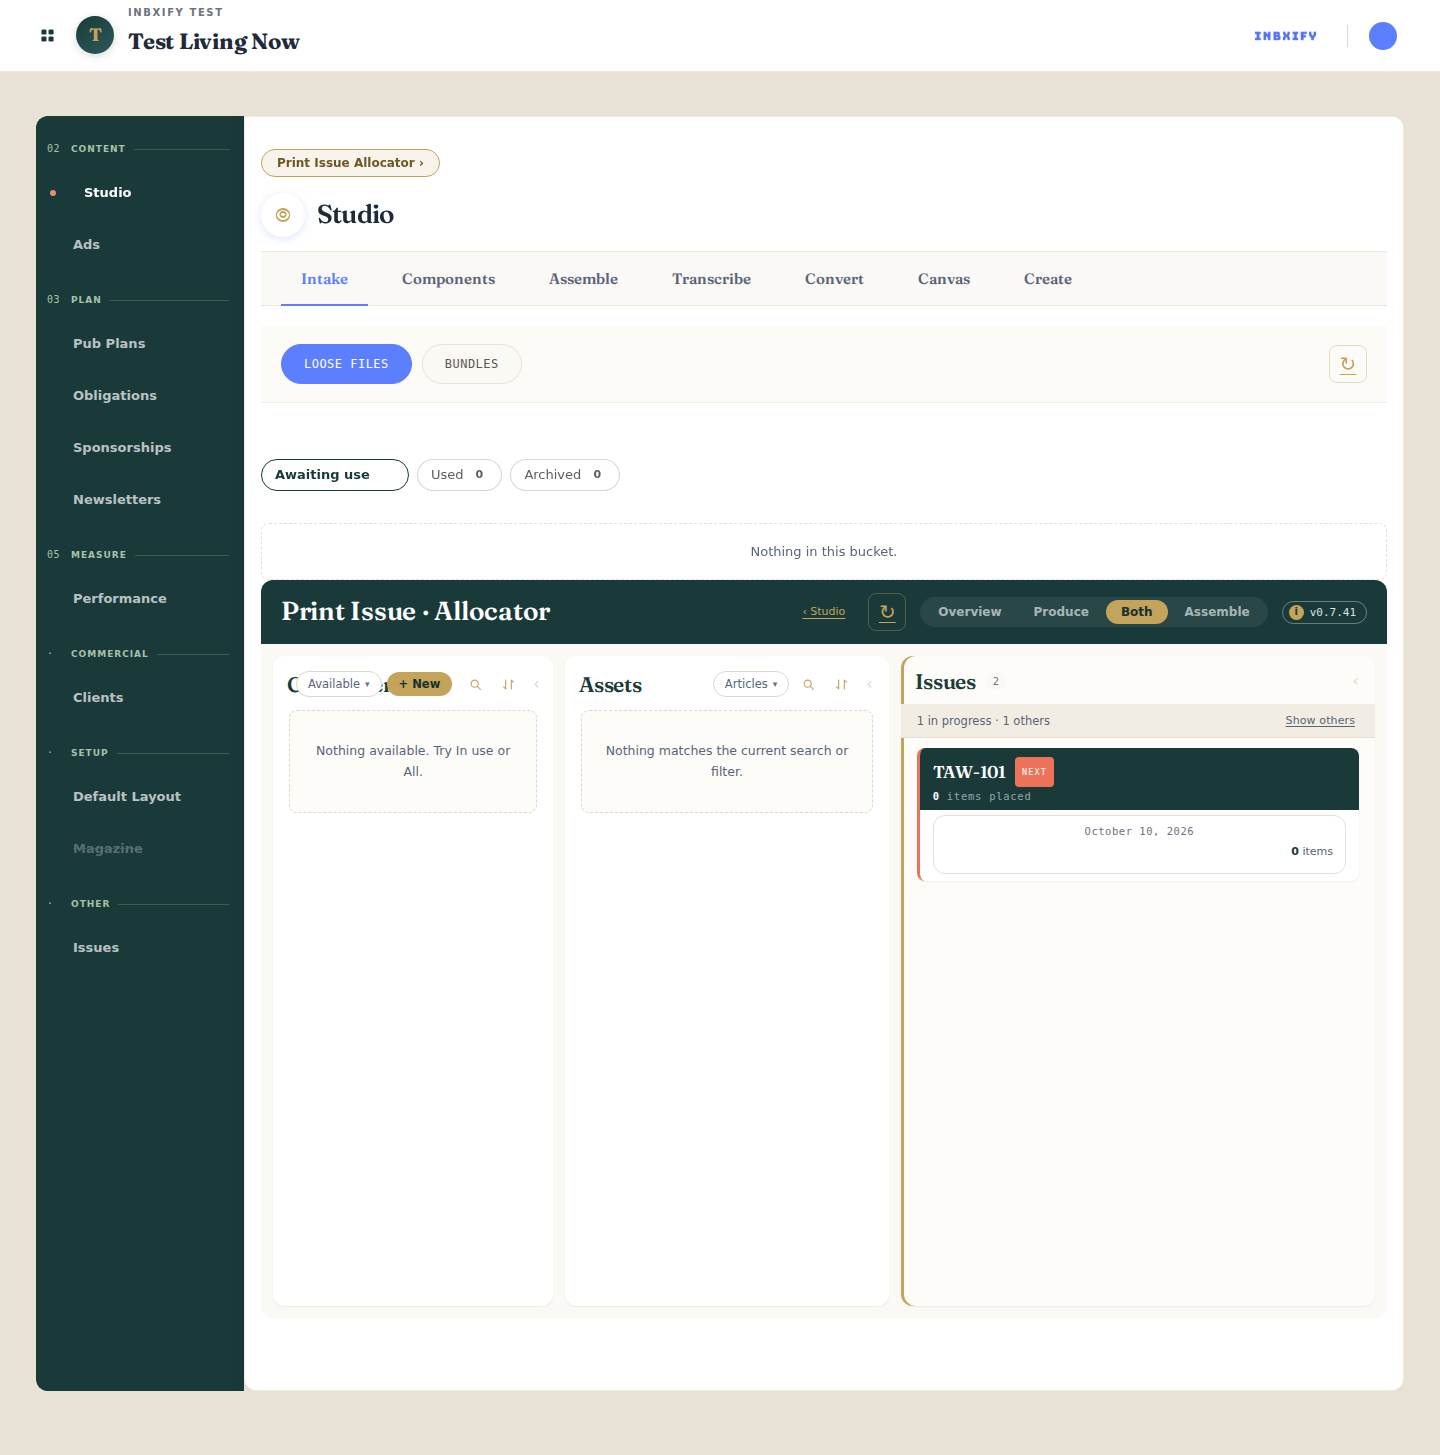 INBXIFY TEST
T
Test Living Now
INBXIFY
02 CONTENT
Studio
Ads
03 PLAN
Pub Plans
Obligations
Sponsorships
Newsletters
05 MEASURE
Performance
· COMMERCIAL
Clients
· SETUP
Default Layout
Magazine
· OTHER
Issues
Print Issue Allocator ›
Studio
Intake Components Assemble Transcribe Convert Canvas Create
LOOSE FILES BUNDLES ↻
Awaiting use Used 0 Archived 0
Nothing in this bucket.
Print Issue · Allocator ‹ Studio ↻ Overview Produce Both Assemble i v0.7.41
Available ▾ + New ‹
Nothing available. Try In use or
All.
Assets Articles ▾ ‹
Nothing matches the current search or
filter.
Issues 2 ‹
1 in progress · 1 others Show others
TAW-101 NEXT
0 items placed
October 10, 2026
0 items